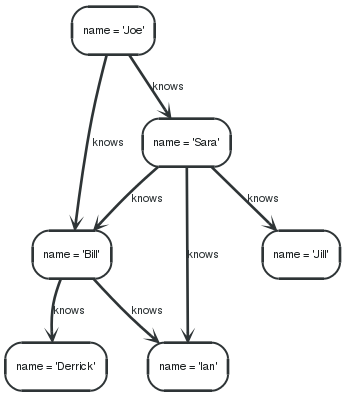 name = 'Joe'
knows
name = 'Sara'
knows
knows
knows
name = 'Bill'
knows
name = 'Jill'
knows
knows
name = 'Derrick'
name = 'Ian'